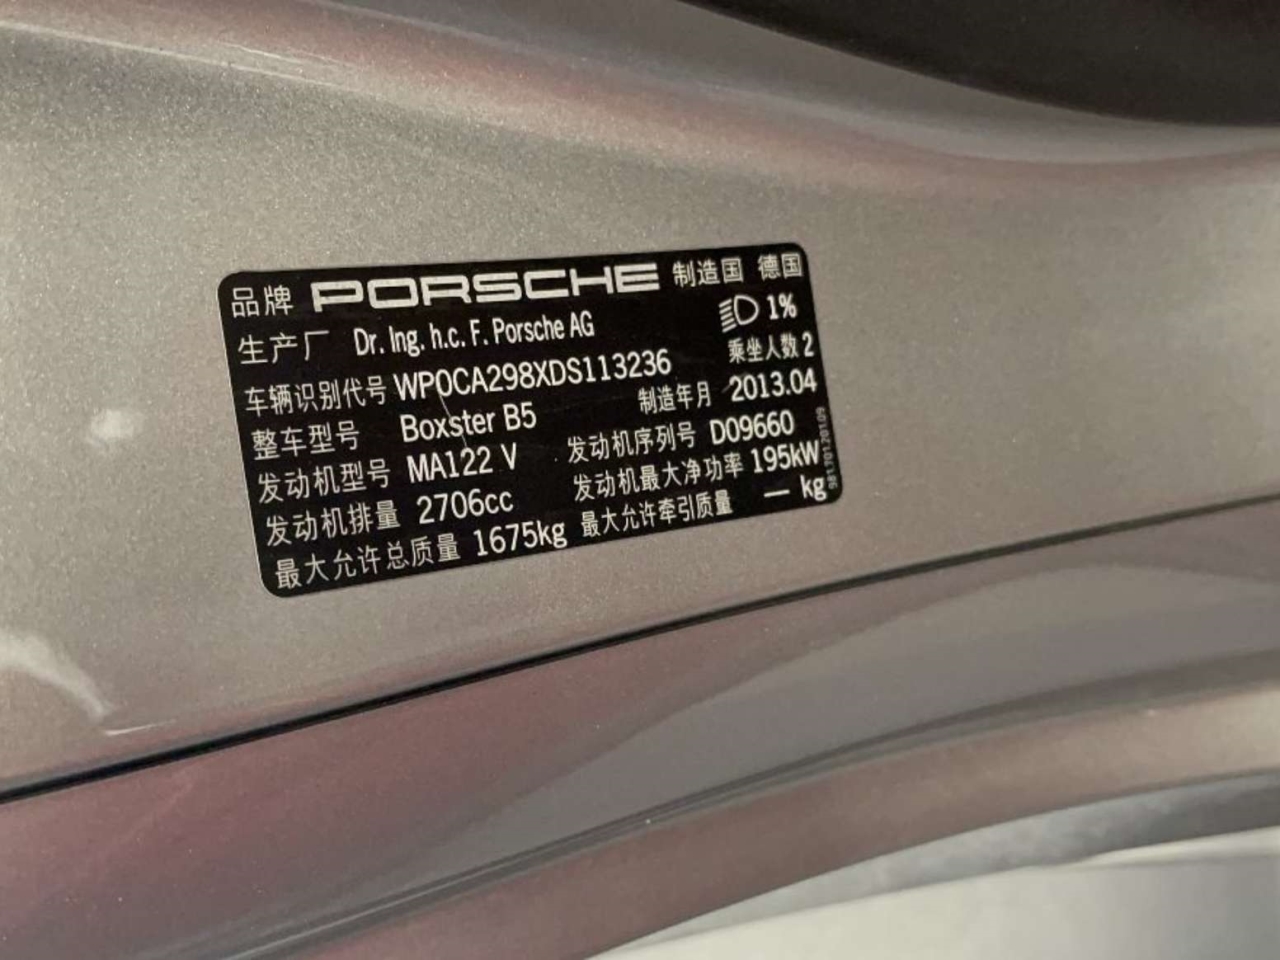 品牌 PORSCHE 制造国 德国
生产厂 Dr. Ing. h.c. F. Porsche AG 1%
车辆识别代号 WP0CA298XDS113236 乘坐人数 2
整车型号 Boxster B5 制造年月 2013.04
发动机型号 MA122 V 发动机序列号 D09660
发动机排量 2706cc 发动机最大净功率 195kW
最大允许总质量 1675kg 最大允许牵引质量 — kg
98170120109